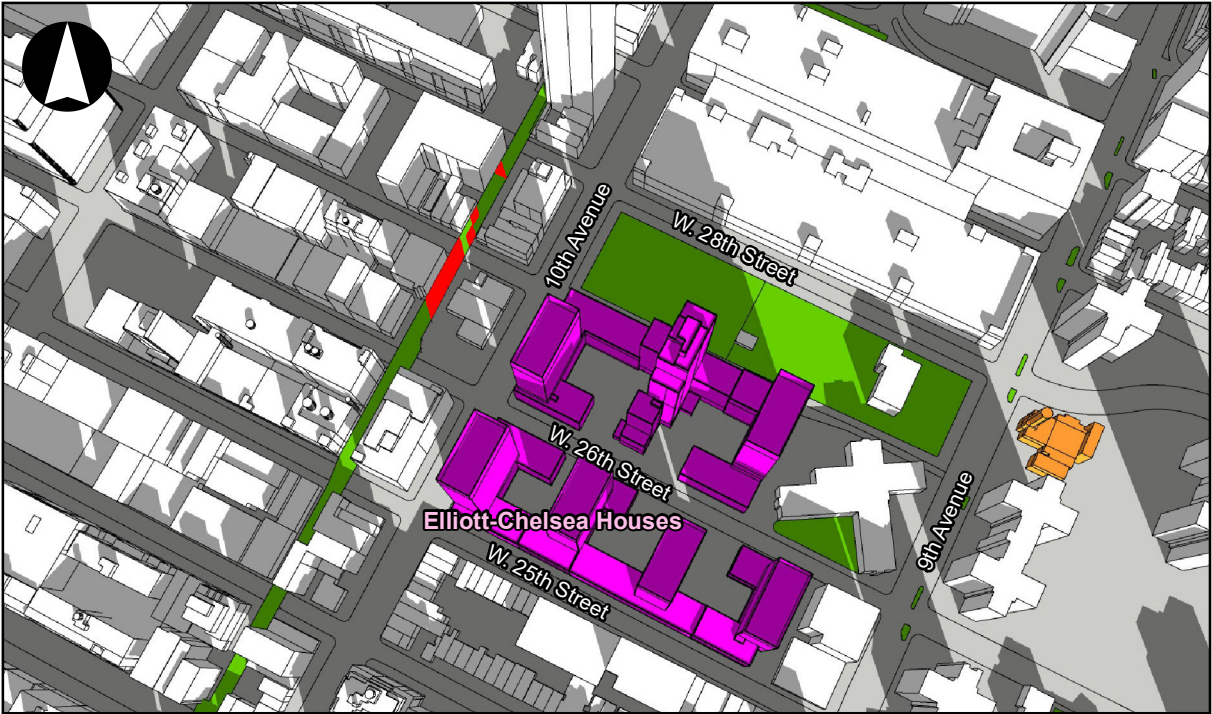 10th Avenue
W. 28th Street
W. 26th Street
Elliott-Chelsea Houses
9th Avenue
W. 25th Street